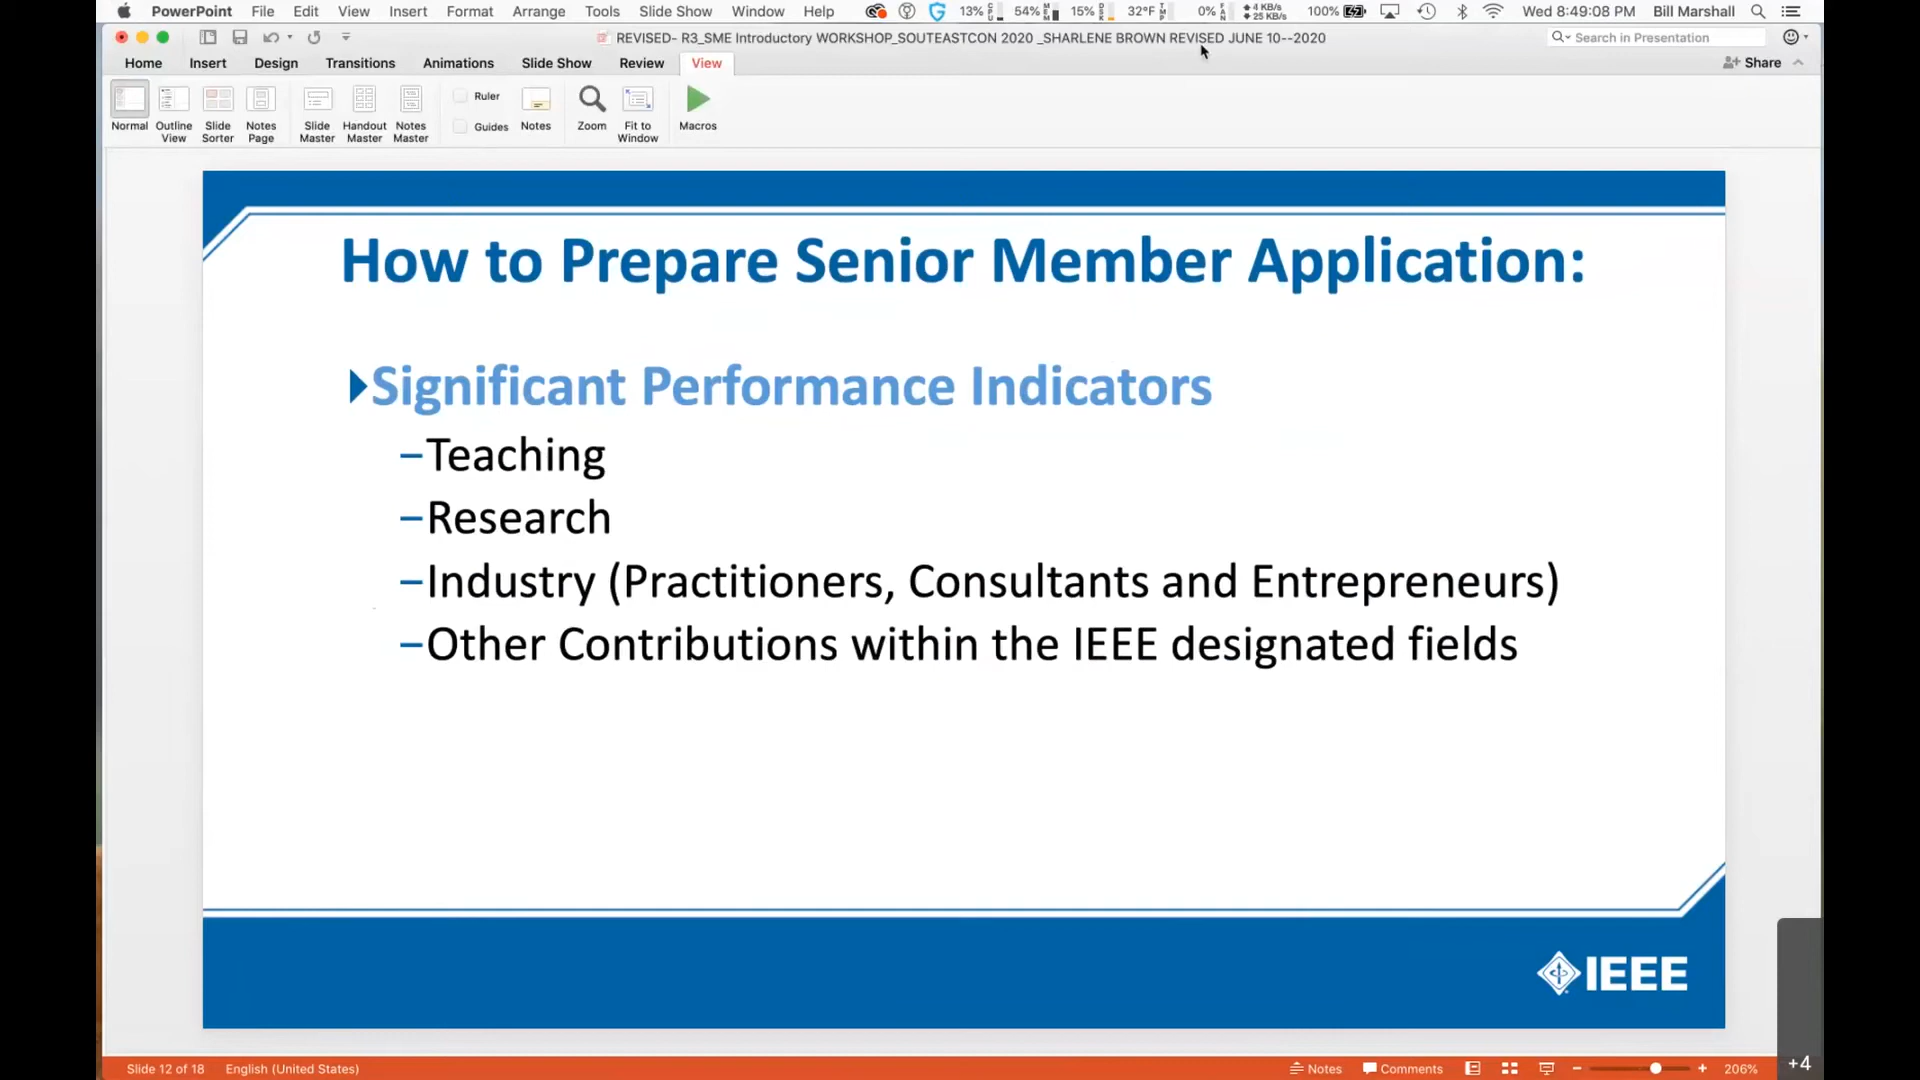 PowerPoint File Edit View Insert Format Arrange Tools Slide Show Window Help 13% 54% 15% 32°F 0% 4 KB/s 25 KB/s 100% Wed 8:49:08 PM Bill Marshall
REVISED- R3_SME Introductory WORKSHOP_SOUTEASTCON 2020 _SHARLENE BROWN REVISED JUNE 10--2020
Search in Presentation
Home Insert Design Transitions Animations Slide Show Review View Share
Normal Outline View Slide Sorter Notes Page Slide Master Handout Master Notes Master Ruler Guides Notes Zoom Fit to Window Macros
How to Prepare Senior Member Application:
Significant Performance Indicators
–Teaching
–Research
–Industry (Practitioners, Consultants and Entrepreneurs)
–Other Contributions within the IEEE designated fields
IEEE
Slide 12 of 18 English (United States) Notes Comments 206%
+4